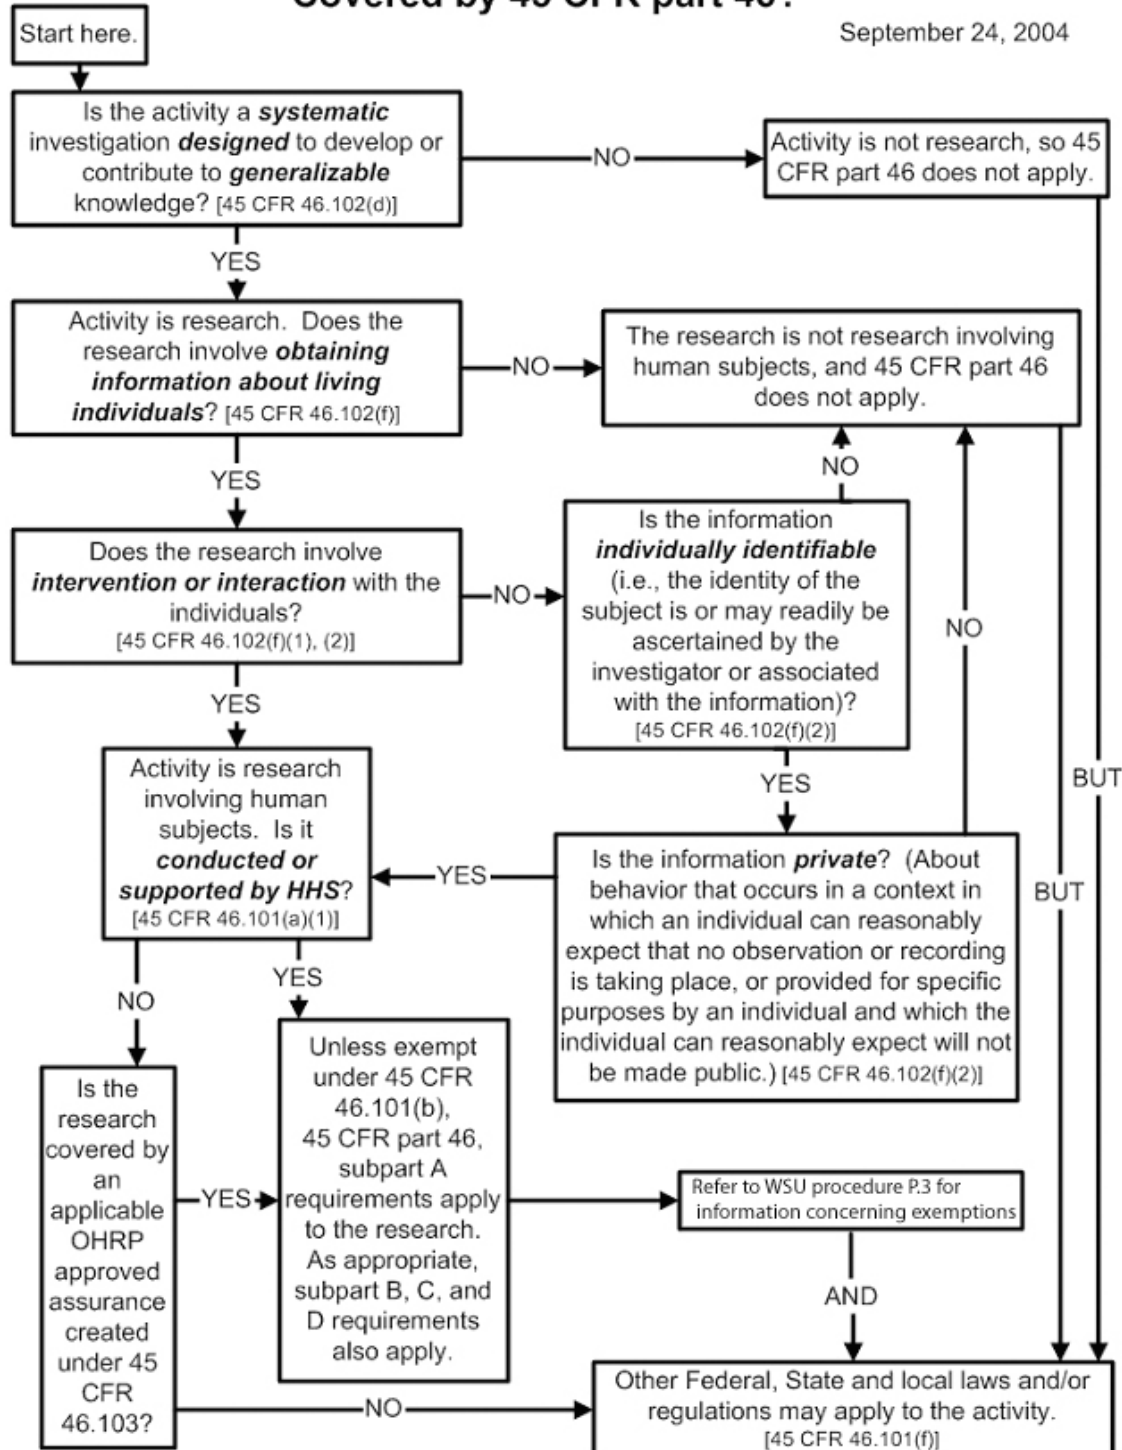 Covered by 45 CFR part 46?
September 24, 2004
Start here.
Is the activity a systematic
investigation designed to develop or
contribute to generalizable
knowledge? [45 CFR 46.102(d)]
NO
Activity is not research, so 45
CFR part 46 does not apply.
YES
Activity is research. Does the
research involve obtaining
information about living
individuals? [45 CFR 46.102(f)]
NO
The research is not research involving
human subjects, and 45 CFR part 46
does not apply.
YES
NO
Does the research involve
intervention or interaction with the
individuals?
[45 CFR 46.102(f)(1), (2)]
NO
Is the information
individually identifiable
(i.e., the identity of the
subject is or may readily be
ascertained by the
investigator or associated
with the information)?
[45 CFR 46.102(f)(2)]
NO
YES
YES
BUT
Activity is research
involving human
subjects. Is it
conducted or
supported by HHS?
[45 CFR 46.101(a)(1)]
YES
Is the information private? (About
behavior that occurs in a context in
which an individual can reasonably
expect that no observation or recording
is taking place, or provided for specific
purposes by an individual and which the
individual can reasonably expect will not
be made public.) [45 CFR 46.102(f)(2)]
BUT
NO
YES
Is the
research
covered by
an
applicable
OHRP
approved
assurance
created
under 45
CFR
46.103?
YES
Unless exempt
under 45 CFR
46.101(b),
45 CFR part 46,
subpart A
requirements apply
to the research.
As appropriate,
subpart B, C, and
D requirements
also apply.
Refer to WSU procedure P.3 for
information concerning exemptions
AND
NO
Other Federal, State and local laws and/or
regulations may apply to the activity.
[45 CFR 46.101(f)]